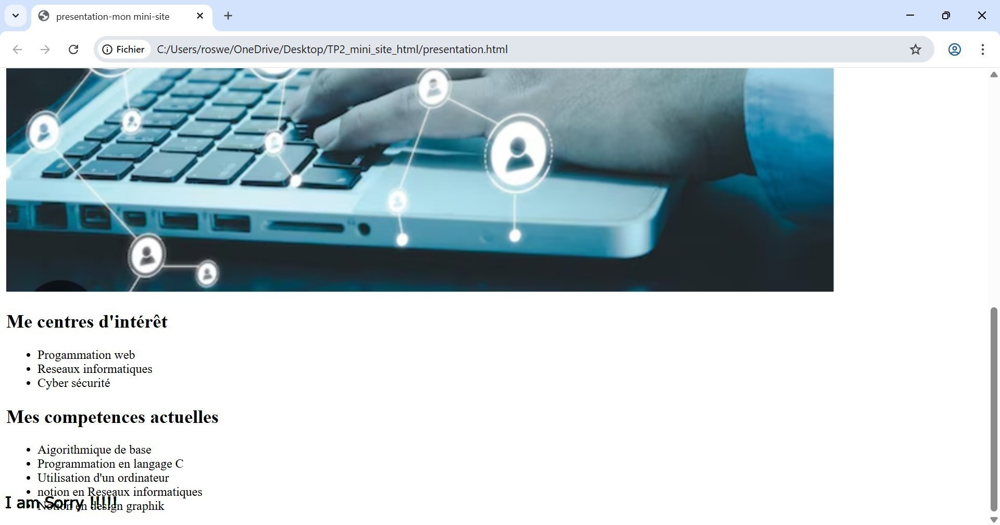 presentation-mon mini-site
Fichier
C:/Users/roswe/OneDrive/Desktop/TP2_mini_site_html/presentation.html
Me centres d'intérêt
Progammation web
Reseaux informatiques
Cyber sécurité
Mes competences actuelles
Aigorithmique de base
Programmation en langage C
Utilisation d'un ordinateur
notion en Reseaux informatiques
I am Sorry !!!!!
Notion en design graphik